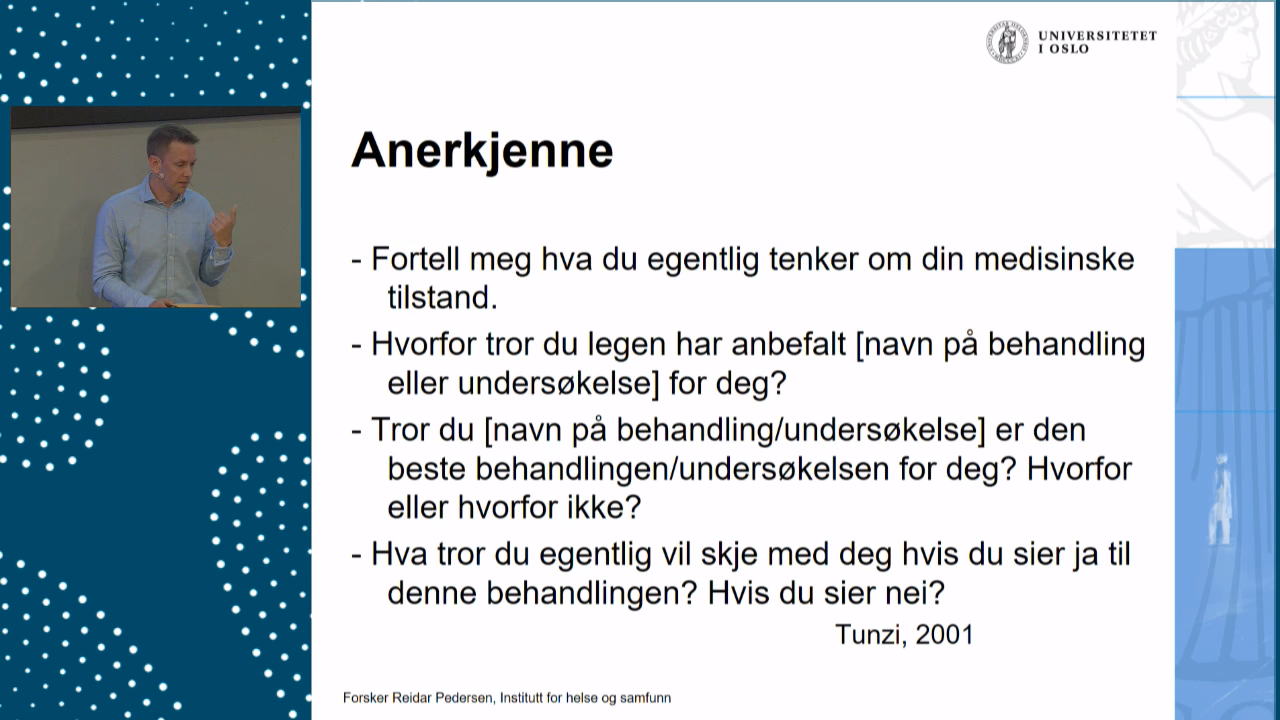 UNIVERSITETET
I OSLO
Anerkjenne
- Fortell meg hva du egentlig tenker om din medisinske
tilstand.
- Hvorfor tror du legen har anbefalt [navn på behandling
eller undersøkelse] for deg?
- Tror du [navn på behandling/undersøkelse] er den
beste behandlingen/undersøkelsen for deg? Hvorfor
eller hvorfor ikke?
- Hva tror du egentlig vil skje med deg hvis du sier ja til
denne behandlingen? Hvis du sier nei?
Tunzi, 2001
Forsker Reidar Pedersen, Institutt for helse og samfunn